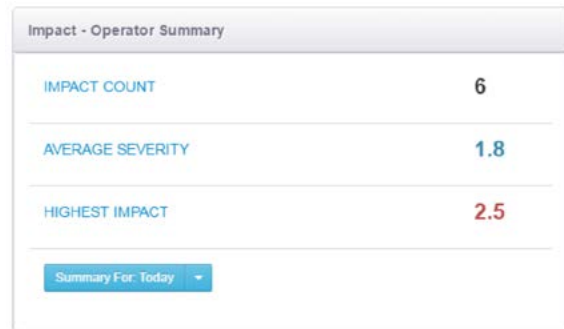 Impact - Operator Summary
IMPACT COUNT 6
AVERAGE SEVERITY 1.8
HIGHEST IMPACT 2.5
Summary For: Today